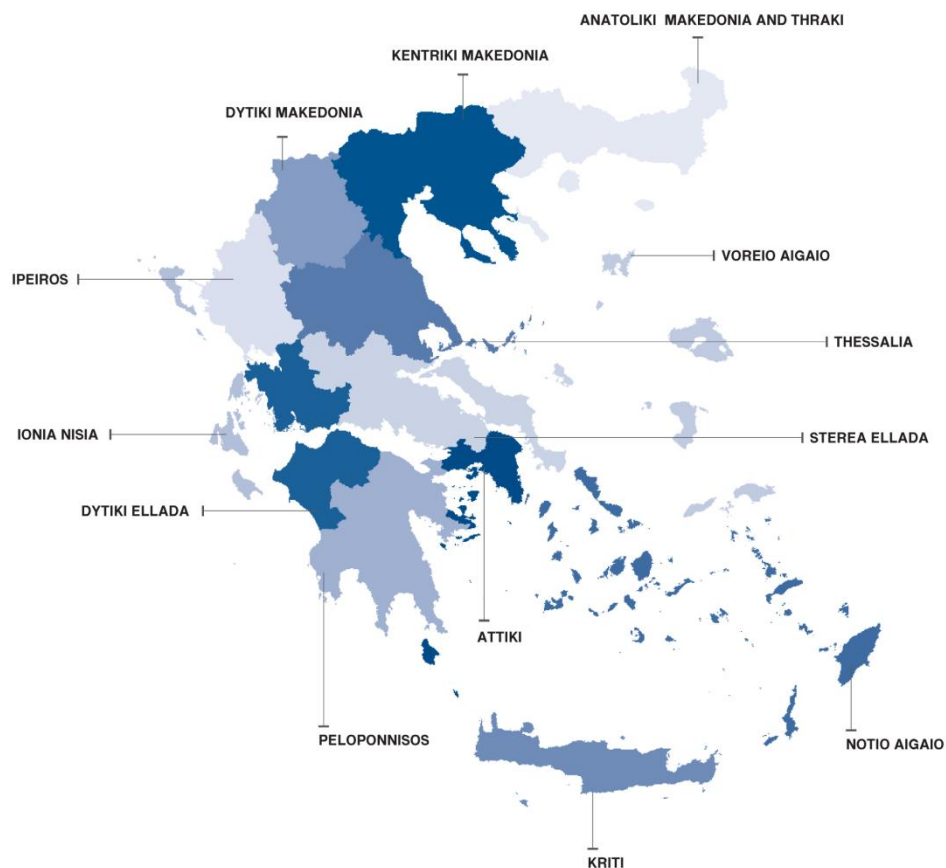 ANATOLIKI MAKEDONIA AND THRAKI
KENTRIKI MAKEDONIA
DYTIKI MAKEDONIA
VOREIO AIGAIO
IPEIROS
THESSALIA
IONIA NISIA
STEREA ELLADA
DYTIKI ELLADA
ATTIKI
PELOPONNISOS
NOTIO AIGAIO
KRITI